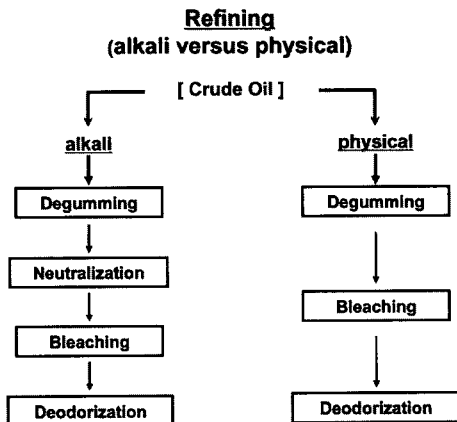 Refining
(alkali versus physical)
[ Crude Oil ]
alkali
physical
Degumming
Degumming
Neutralization
Bleaching
Bleaching
Deodorization
Deodorization